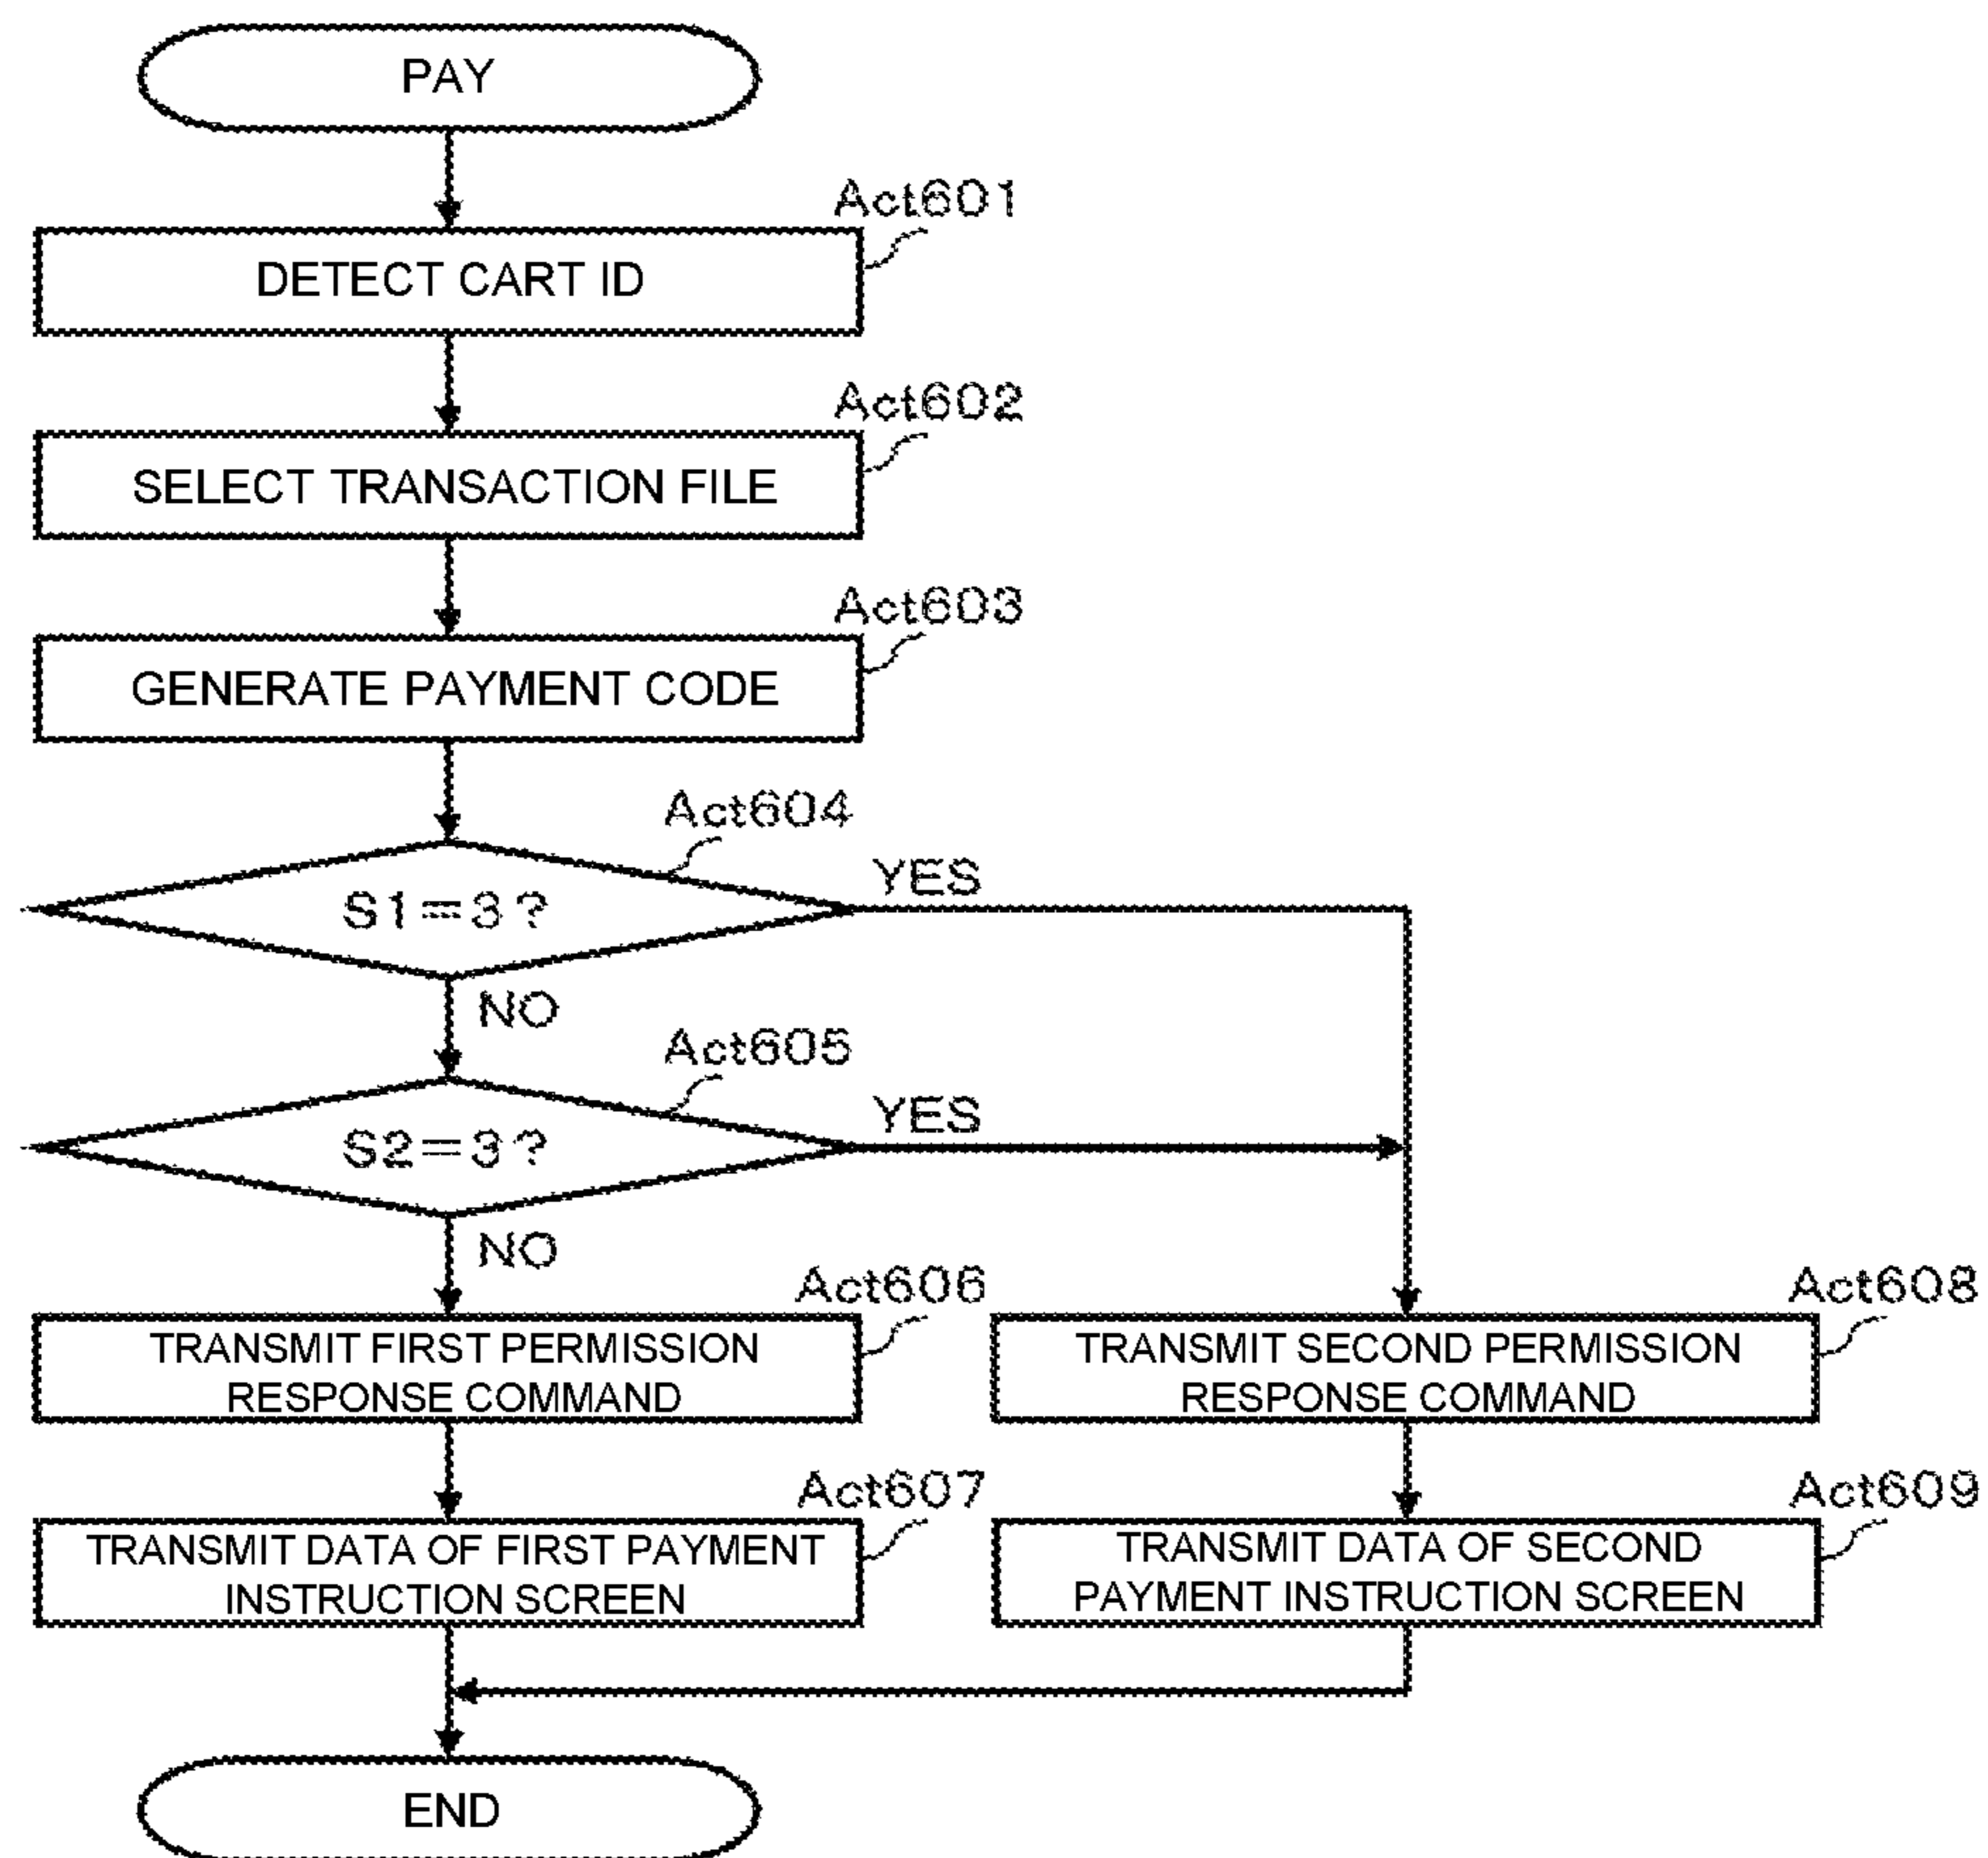 PAY
Act601
DETECT CART ID
Act602
SELECT TRANSACTION FILE
Act603
GENERATE PAYMENT CODE
Act604
S1=3?
YES
NO
Act605
S2=3?
YES
NO
Act606
TRANSMIT FIRST PERMISSION
RESPONSE COMMAND
Act608
TRANSMIT SECOND PERMISSION
RESPONSE COMMAND
Act607
TRANSMIT DATA OF FIRST PAYMENT
INSTRUCTION SCREEN
Act609
TRANSMIT DATA OF SECOND
PAYMENT INSTRUCTION SCREEN
END